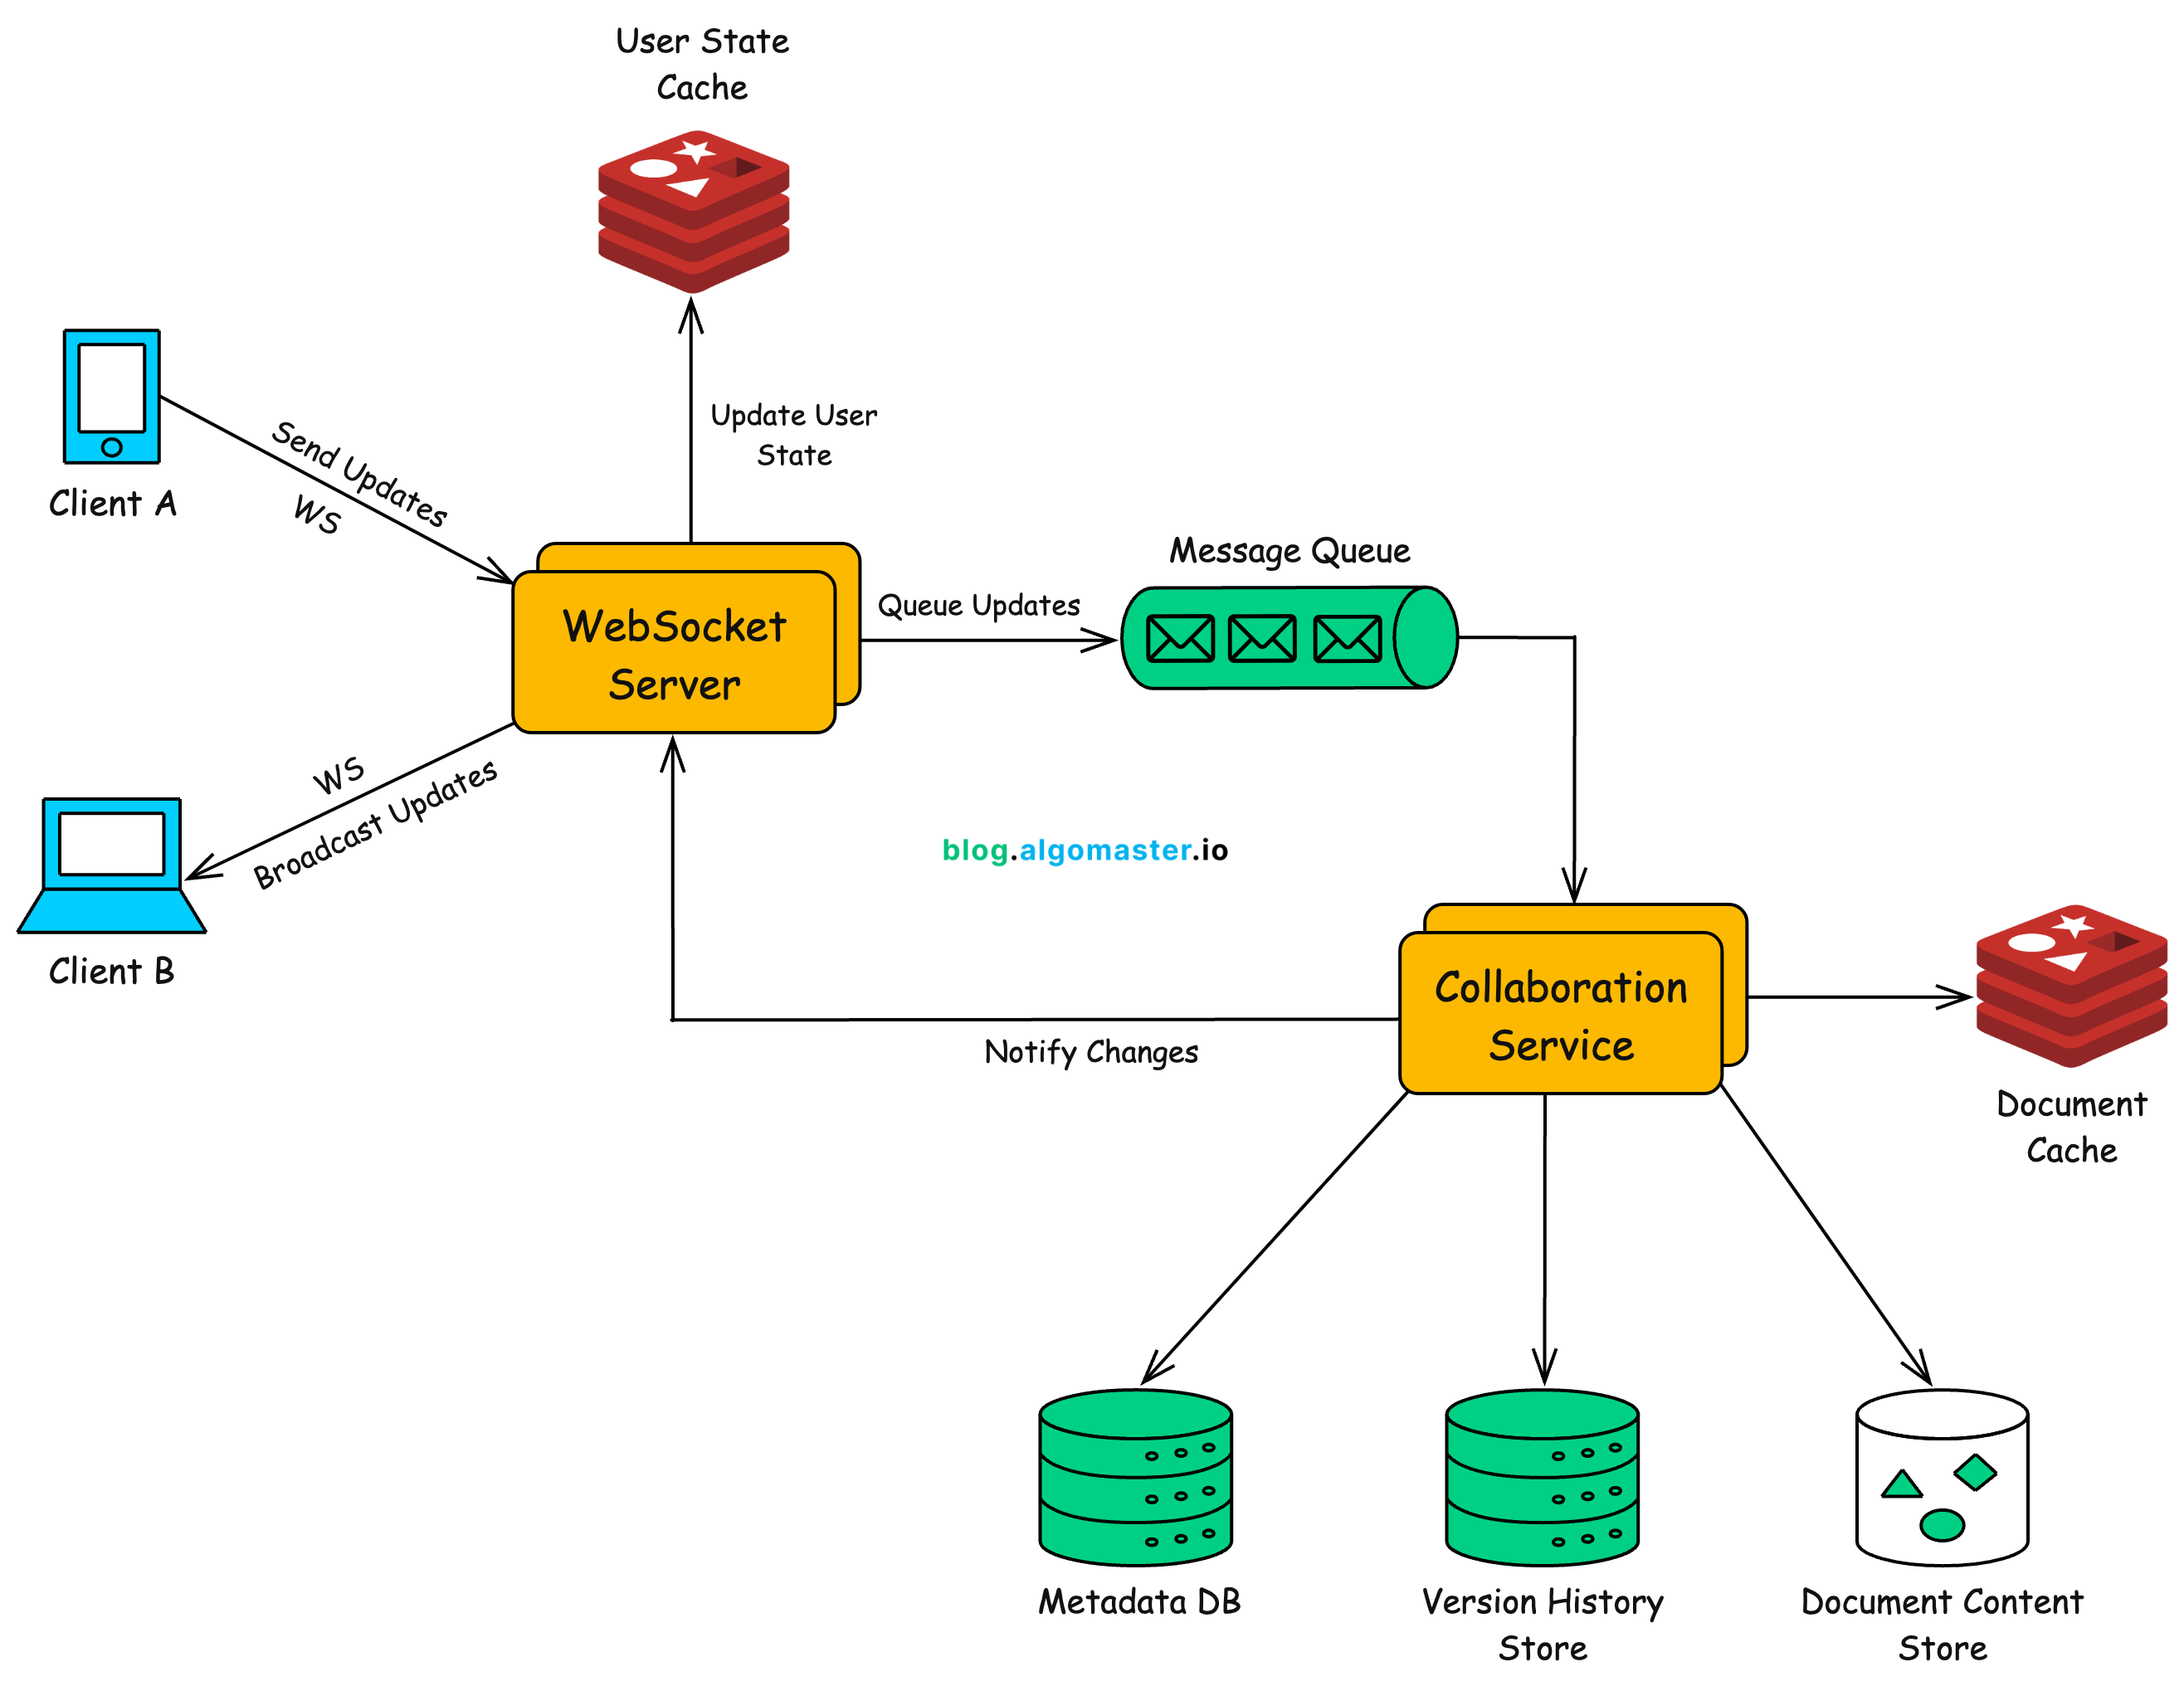 User State
Cache
Update User
State
Send Updates
WS
Client A
WebSocket
Server
Queue Updates
Message Queue
WS
Broadcast Updates
Client B
blog.algomaster.io
Collaboration
Service
Notify Changes
Document
Cache
Metadata DB
Version History
Store
Document Content
Store